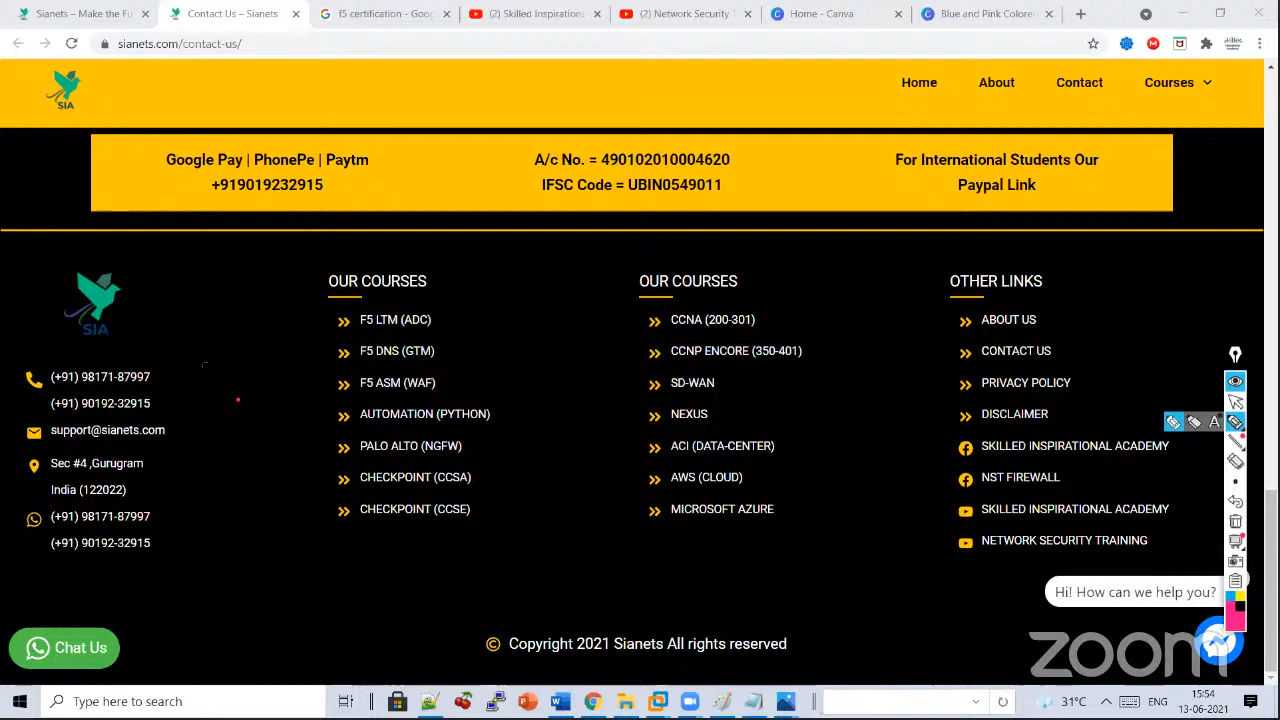 Sianets – Make the Fu
Contact Us – Sianets
f5 certification - Goog
(2) Skilled Inspirationa
(2) Network Security T
Home - Canva
Blue and Pink Colore
sianets.com/contact-us/
SIA
Home
About
Contact
Courses
Google Pay | PhonePe | Paytm
+919019232915
A/c No. = 490102010004620
IFSC Code = UBIN0549011
For International Students Our
Paypal Link
SIA
(+91) 98171-87997
(+91) 90192-32915
support@sianets.com
Sec #4 ,Gurugram
India (122022)
(+91) 98171-87997
(+91) 90192-32915
OUR COURSES
F5 LTM (ADC)
F5 DNS (GTM)
F5 ASM (WAF)
AUTOMATION (PYTHON)
PALO ALTO (NGFW)
CHECKPOINT (CCSA)
CHECKPOINT (CCSE)
OUR COURSES
CCNA (200-301)
CCNP ENCORE (350-401)
SD-WAN
NEXUS
ACI (DATA-CENTER)
AWS (CLOUD)
MICROSOFT AZURE
OTHER LINKS
ABOUT US
CONTACT US
PRIVACY POLICY
DISCLAIMER
SKILLED INSPIRATIONAL ACADEMY
NST FIREWALL
SKILLED INSPIRATIONAL ACADEMY
NETWORK SECURITY TRAINING
A
Hi! How can we help you?
Chat Us
© Copyright 2021 Sianets All rights reserved
zoom
Type here to search
31°C
ENG
15:54
13-06-2021